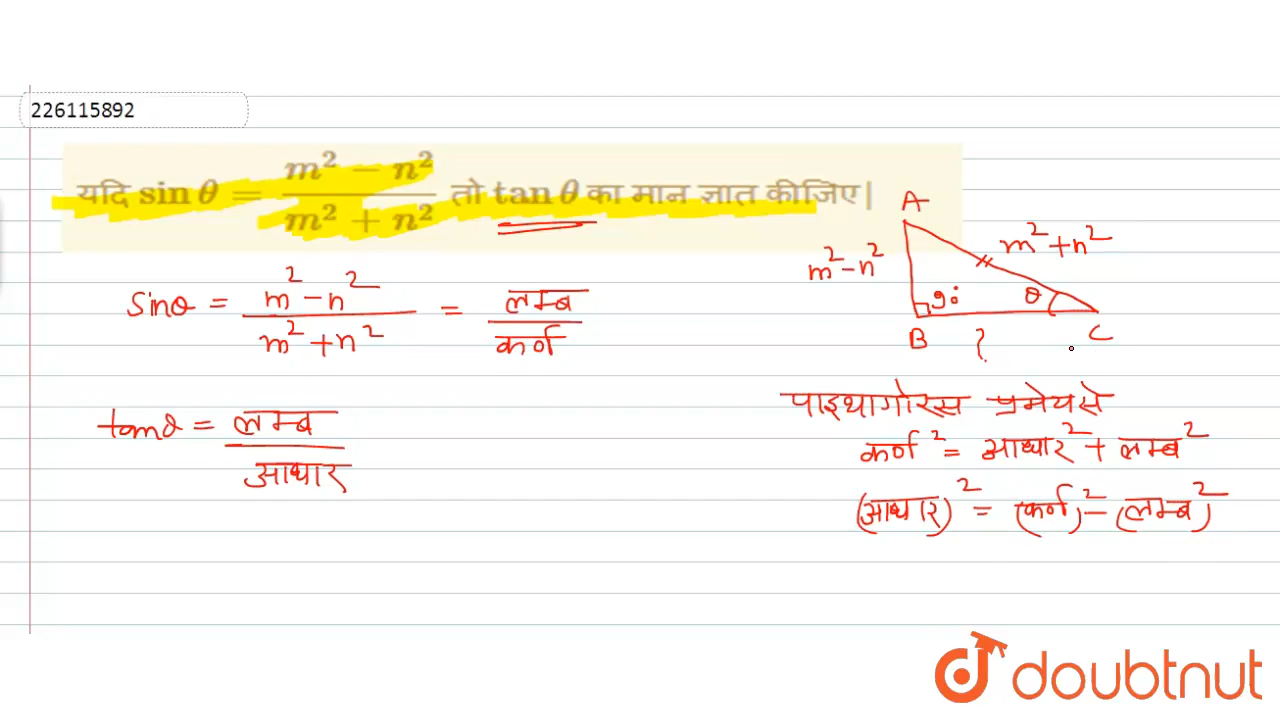 226115892
यदि sin θ = m² − n² / m² + n² तो tan θ का मान ज्ञात कीजिए|
A
m² − n²
m² + n²
90°
θ
B
?
C
sinθ = m² − n² / m² + n² = लम्ब / कर्ण
tanθ = लम्ब / आधार
पाइथागोरस प्रमेय से
कर्ण² = आधार² + लम्ब²
(आधार)² = (कर्ण)² − (लम्ब)²
doubtnut